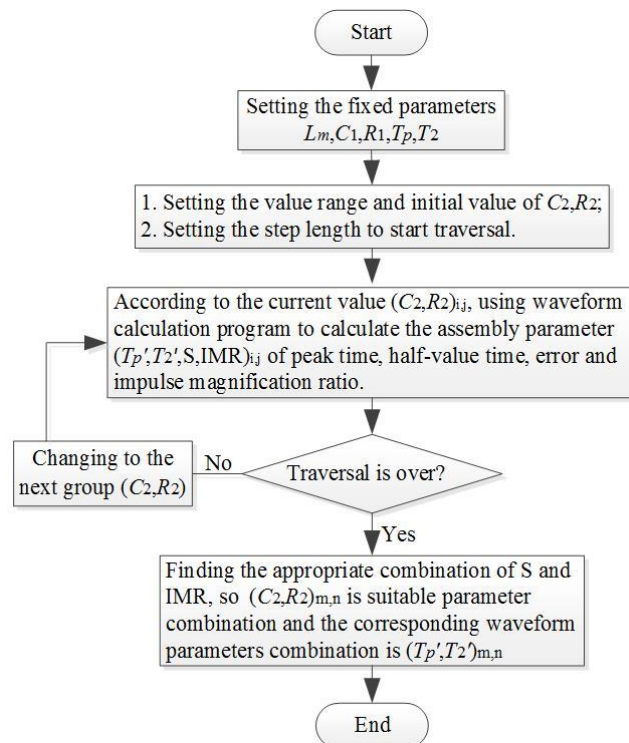 Start
Setting the fixed parameters
Lm,C1,R1,Tp,T2
1. Setting the value range and initial value of C2,R2;
2. Setting the step length to start traversal.
According to the current value (C2,R2)i,j, using waveform
calculation program to calculate the assembly parameter
(Tp',T2',S,IMR)i,j of peak time, half-value time, error and
impulse magnification ratio.
Changing to the
next group (C2,R2)
No
Traversal is over?
Yes
Finding the appropriate combination of S and
IMR, so (C2,R2)m,n is suitable parameter
combination and the corresponding waveform
parameters combination is (Tp',T2')m,n
End